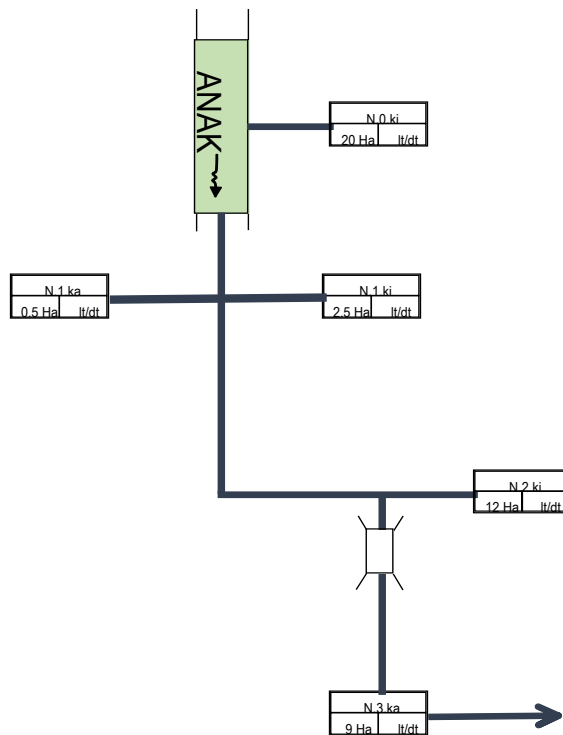 ANAK
N.0 ki
20 Ha lt/dt
N.1 ka
0.5 Ha lt/dt
N.1 ki
2.5 Ha lt/dt
N.2 ki
12 Ha lt/dt
N.3 ka
9 Ha lt/dt